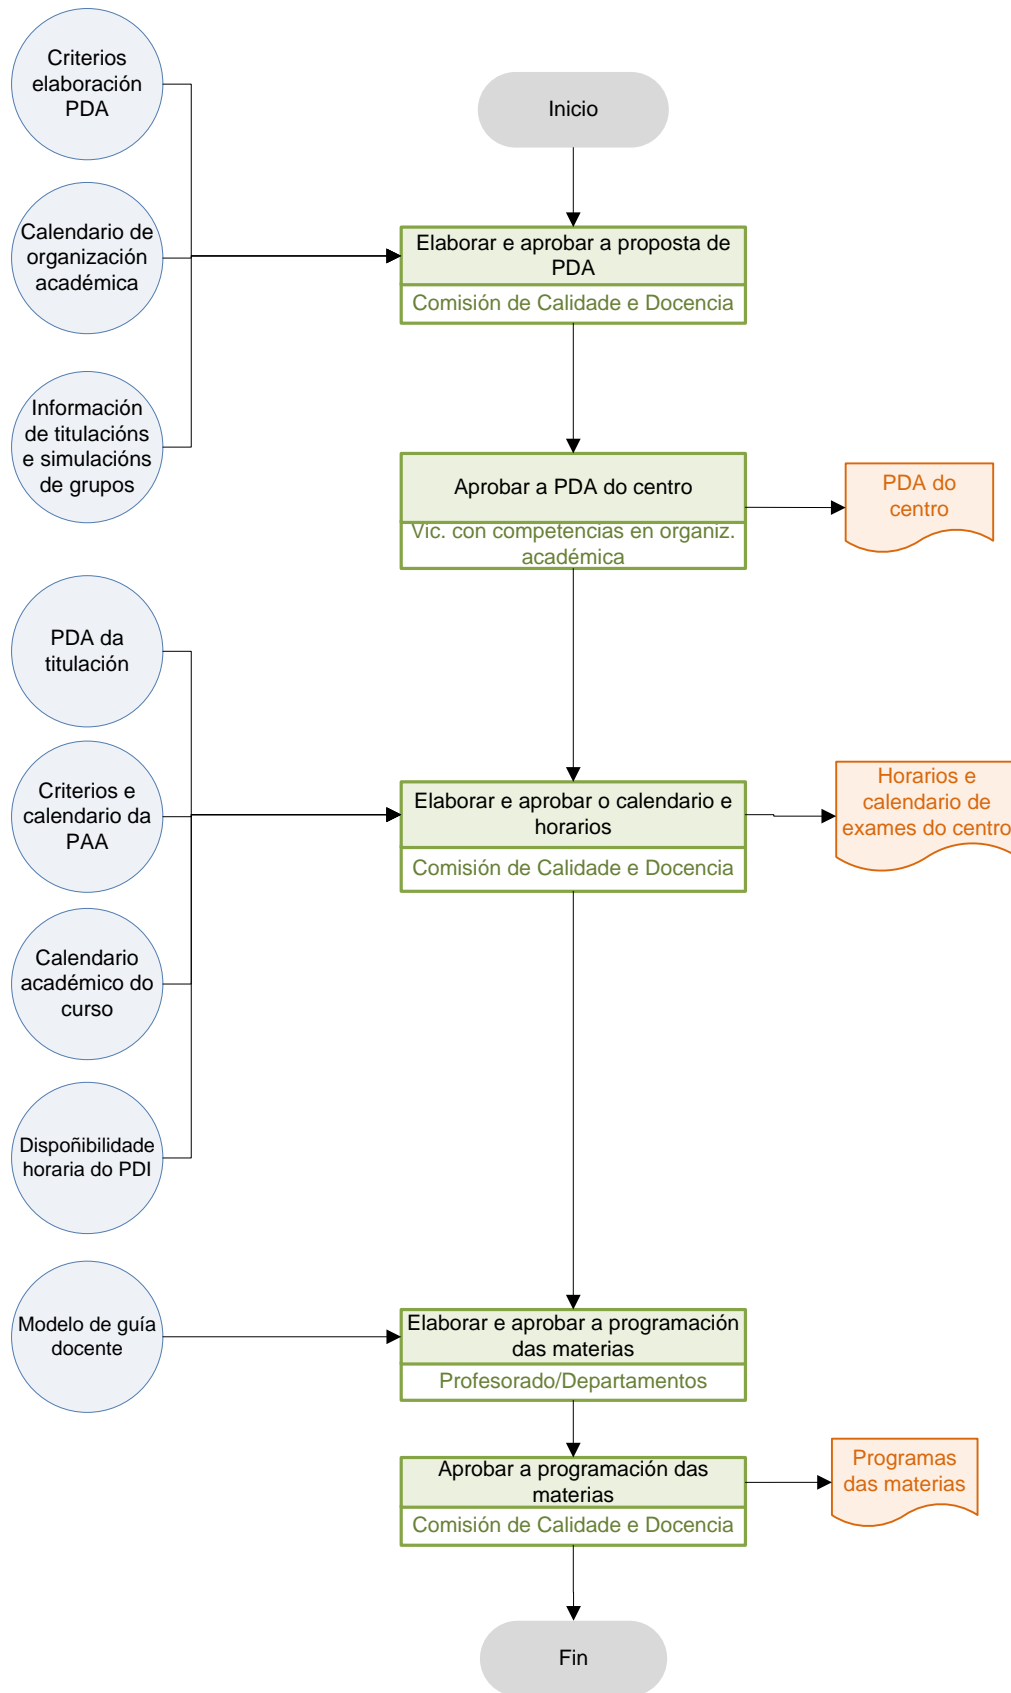 Criterios
elaboración
PDA
Inicio
Calendario de
organización
académica
Elaborar e aprobar a proposta de
PDA
Comisión de Calidade e Docencia
Información
de titulacións
e simulacións
de grupos
Aprobar a PDA do centro
Vic. con competencias en organiz.
académica
PDA do
centro
PDA da
titulación
Criterios e
calendario da
PAA
Elaborar e aprobar o calendario e
horarios
Comisión de Calidade e Docencia
Horarios e
calendario de
exames do centro
Calendario
académico do
curso
Dispoñibilidade
horaria do PDI
Modelo de guía
docente
Elaborar e aprobar a programación
das materias
Profesorado/Departamentos
Aprobar a programación das
materias
Comisión de Calidade e Docencia
Programas
das materias
Fin